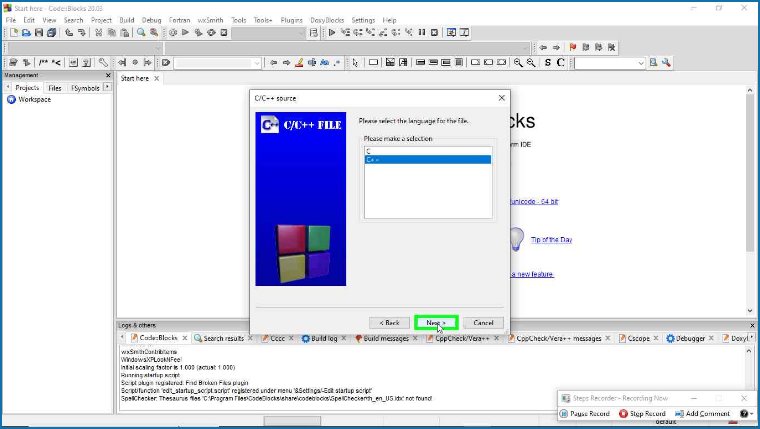 Start here - Code::Blocks 20.03
File Edit View Search Project Build Debug Fortran wxSmith Tools Tools+ Plugins DoxyBlocks Settings Help
Management
Projects Files FSymbols
Workspace
Start here
C/C++ source
C/C++ FILE
Please select the language for the file.
Please make a selection
C
C++
< Back Next > Cancel
cks
rm IDE
unicode - 64 bit
Tip of the Day
a new feature
Logs & others
Code::Blocks Search results Cccc Build log Build messages CppCheck/Vera++ CppCheck/Vera++ messages Cscope Debugger Doxy
wxSmithContribItems
WindowsXPLookNFeel
Initial scaling factor is 1.000 (actual: 1.000)
Running startup script
Script plugin registered: Find Broken Files plugin
Script/function 'edit_startup_script.script' registered under menu '&Settings/-Edit startup script'
SpellChecker: Thesaurus files 'C:\Program Files\CodeBlocks\share\codeblocks\SpellChecker\th_en_US.idx' not found!
Steps Recorder - Recording Now
Pause Record Stop Record Add Comment
default